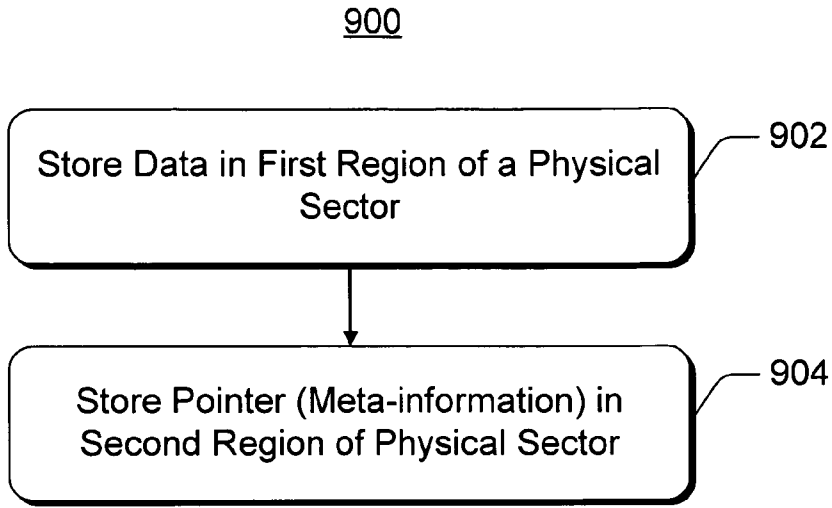 900
Store Data in First Region of a Physical
Sector
902
Store Pointer (Meta-information) in
Second Region of Physical Sector
904